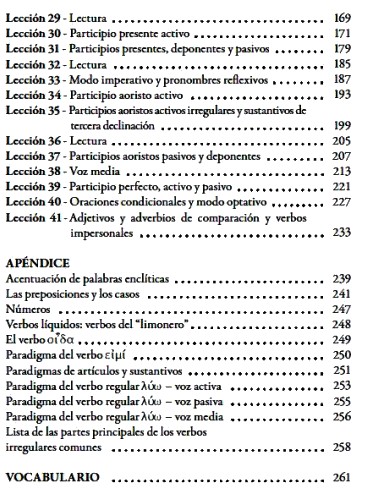 Lección 29 - Lectura ........................ 169
Lección 30 - Participio presente activo ........................ 171
Lección 31 - Participios presentes, deponentes y pasivos ........ 179
Lección 32 - Lectura ........................ 185
Lección 33 - Modo imperativo y pronombres reflexivos ........ 187
Lección 34 - Participio aoristo activo ........................ 193
Lección 35 - Participios aoristos activos irregulares y sustantivos de
tercera declinación ........................ 199
Lección 36 - Lectura ........................ 205
Lección 37 - Participios aoristos pasivos y deponentes ........ 207
Lección 38 - Voz media ........................ 213
Lección 39 - Participio perfecto, activo y pasivo ............ 221
Lección 40 - Oraciones condicionales y modo optativo ........ 227
Lección 41 - Adjetivos y adverbios de comparación y verbos
impersonales ........................ 233
APÉNDICE
Acentuación de palabras enclíticas ........................ 239
Las preposiciones y los casos ........................ 241
Números ........................ 247
Verbos líquidos: verbos del "limonero" ........................ 248
El verbo οἶδα ........................ 249
Paradigma del verbo εἰμί ........................ 250
Paradigmas de artículos y sustantivos ........................ 251
Paradigma del verbo regular λύω – voz activa ............ 253
Paradigma del verbo regular λύω – voz pasiva ............ 255
Paradigma del verbo regular λύω – voz media ............ 256
Lista de las partes principales de los verbos
irregulares comunes ........................ 258
VOCABULARIO ........................ 261